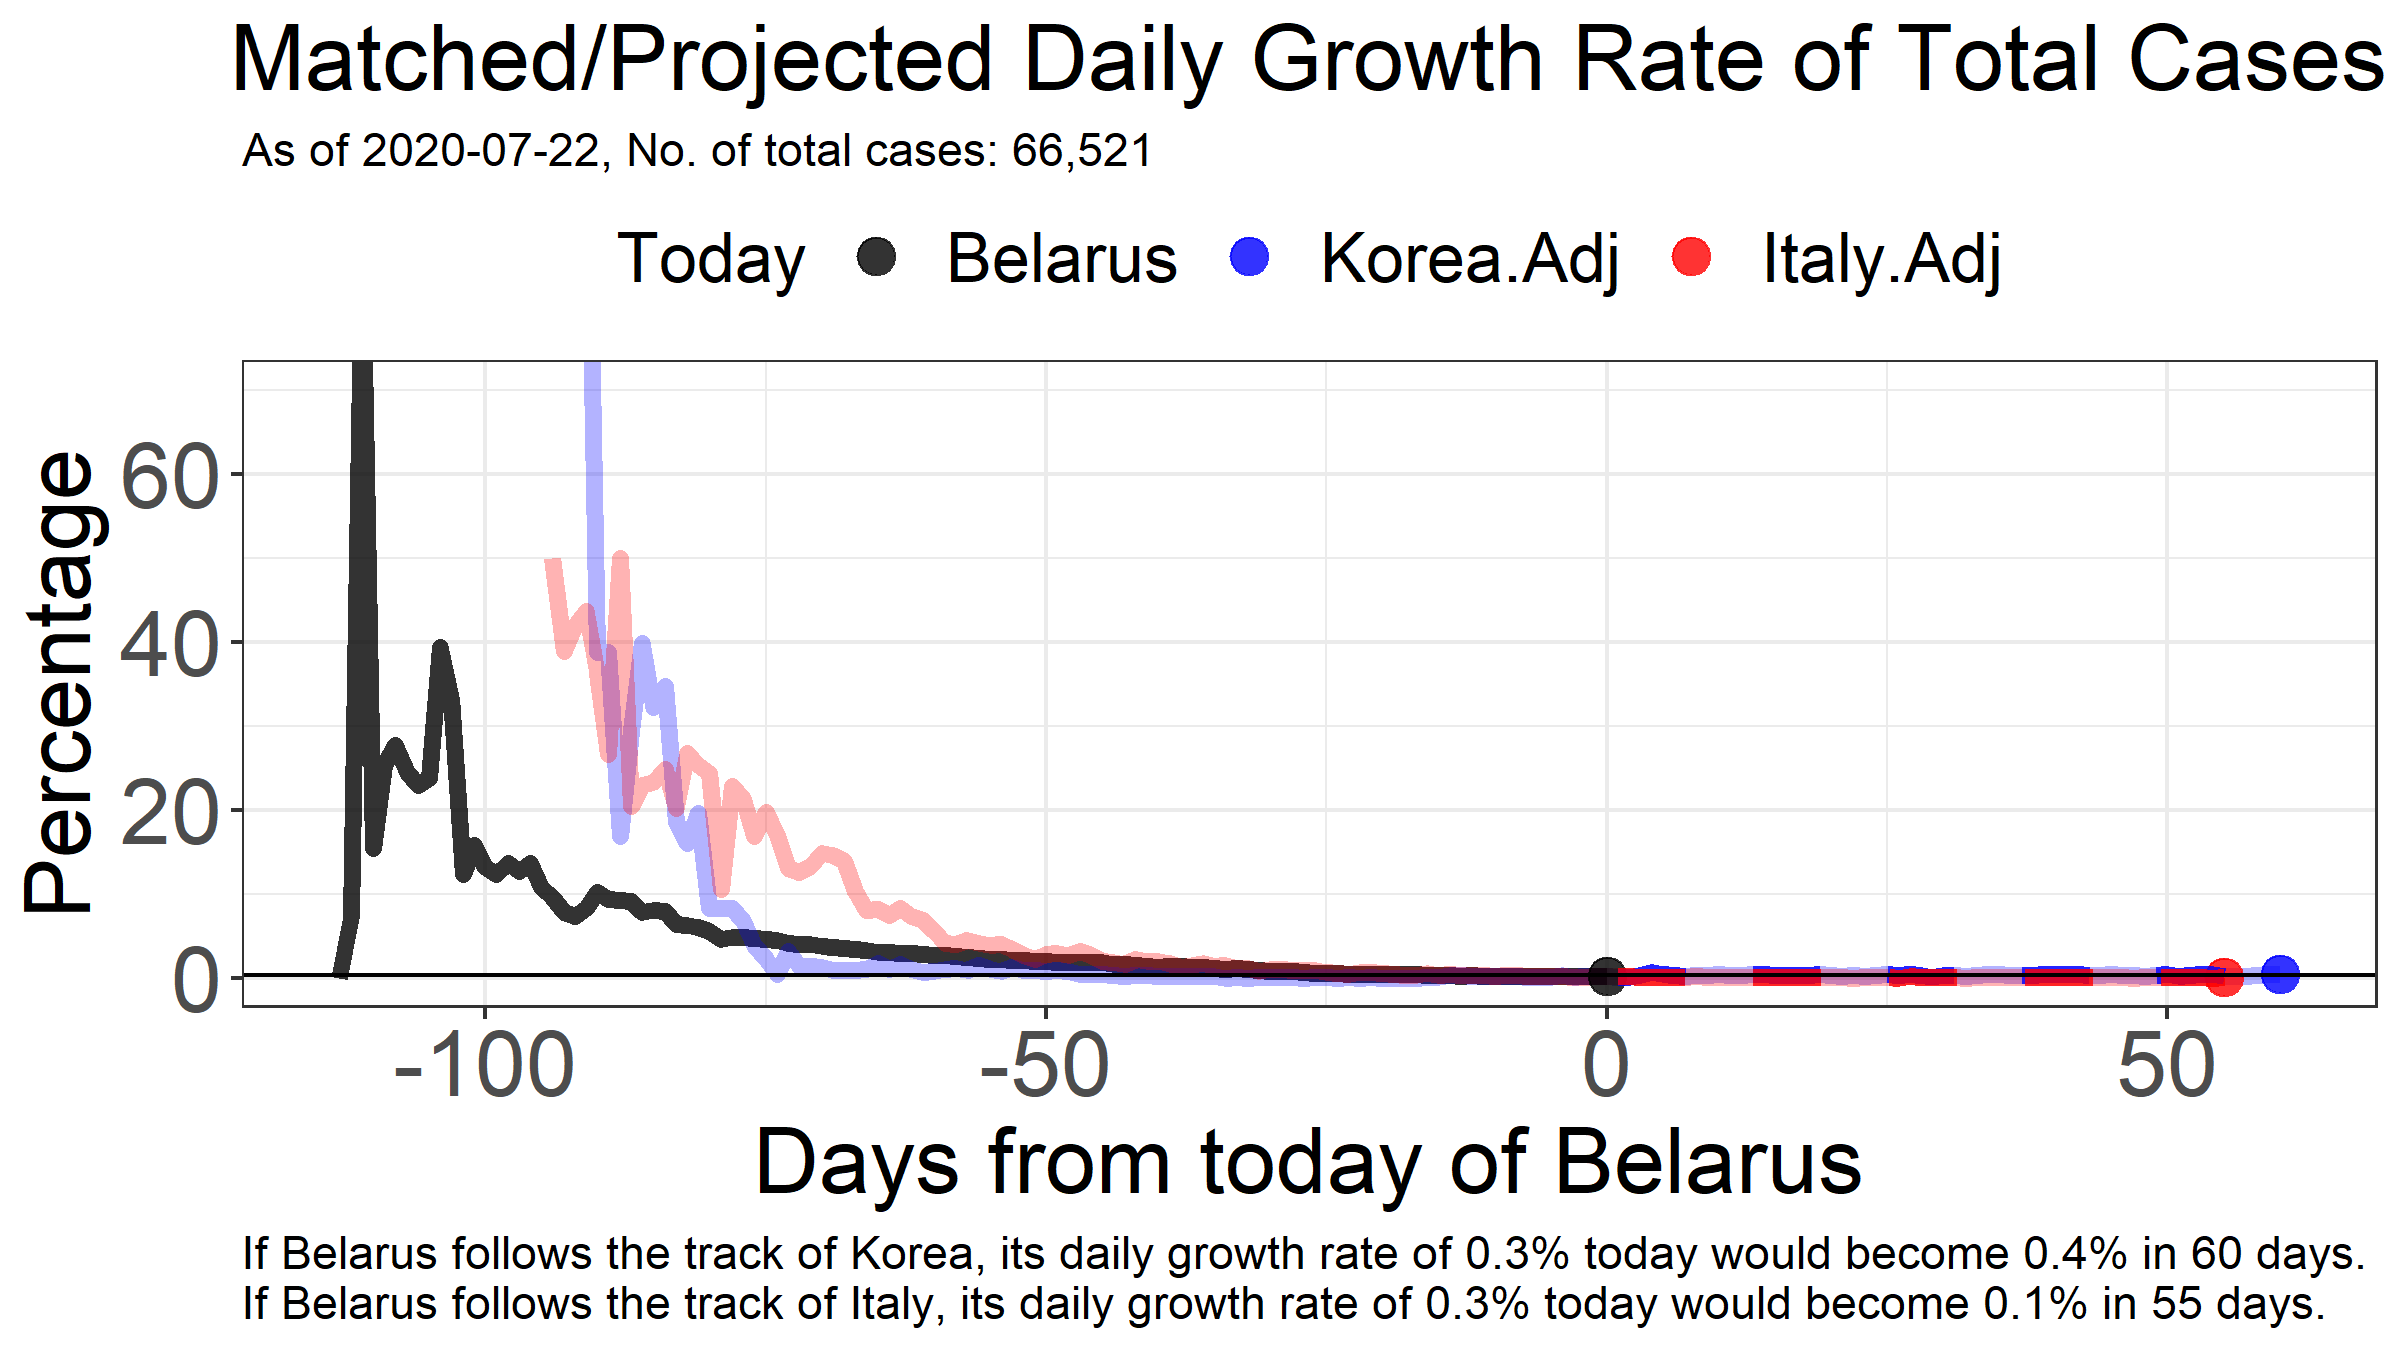 Matched/Projected Daily Growth Rate of Total Cases
As of 2020-07-22, No. of total cases: 66,521
Today Belarus Korea.Adj Italy.Adj
Percentage
60
40
20
0
-100 -50 0 50
Days from today of Belarus
If Belarus follows the track of Korea, its daily growth rate of 0.3% today would become 0.4% in 60 days.
If Belarus follows the track of Italy, its daily growth rate of 0.3% today would become 0.1% in 55 days.